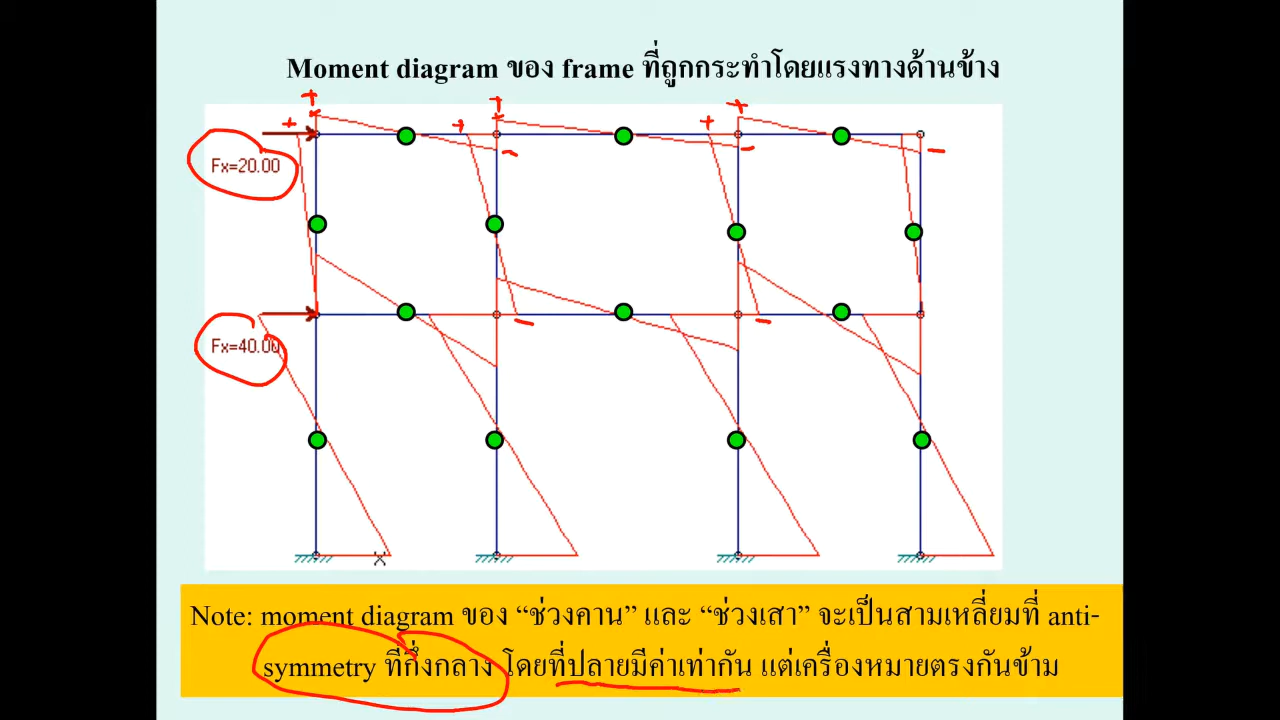 Moment diagram ของ frame ที่ถูกกระทำโดยแรงทางด้านข้าง
+
+
+
+
+
+
Fx=20.00
-
-
-
Fx=40.00
-
-
X
Note: moment diagram ของ “ช่วงคาน” และ “ช่วงเสา” จะเป็นสามเหลี่ยมที่ anti-
symmetry ที่กึ่งกลาง โดยที่ปลายมีค่าเท่ากัน แต่เครื่องหมายตรงกันข้าม